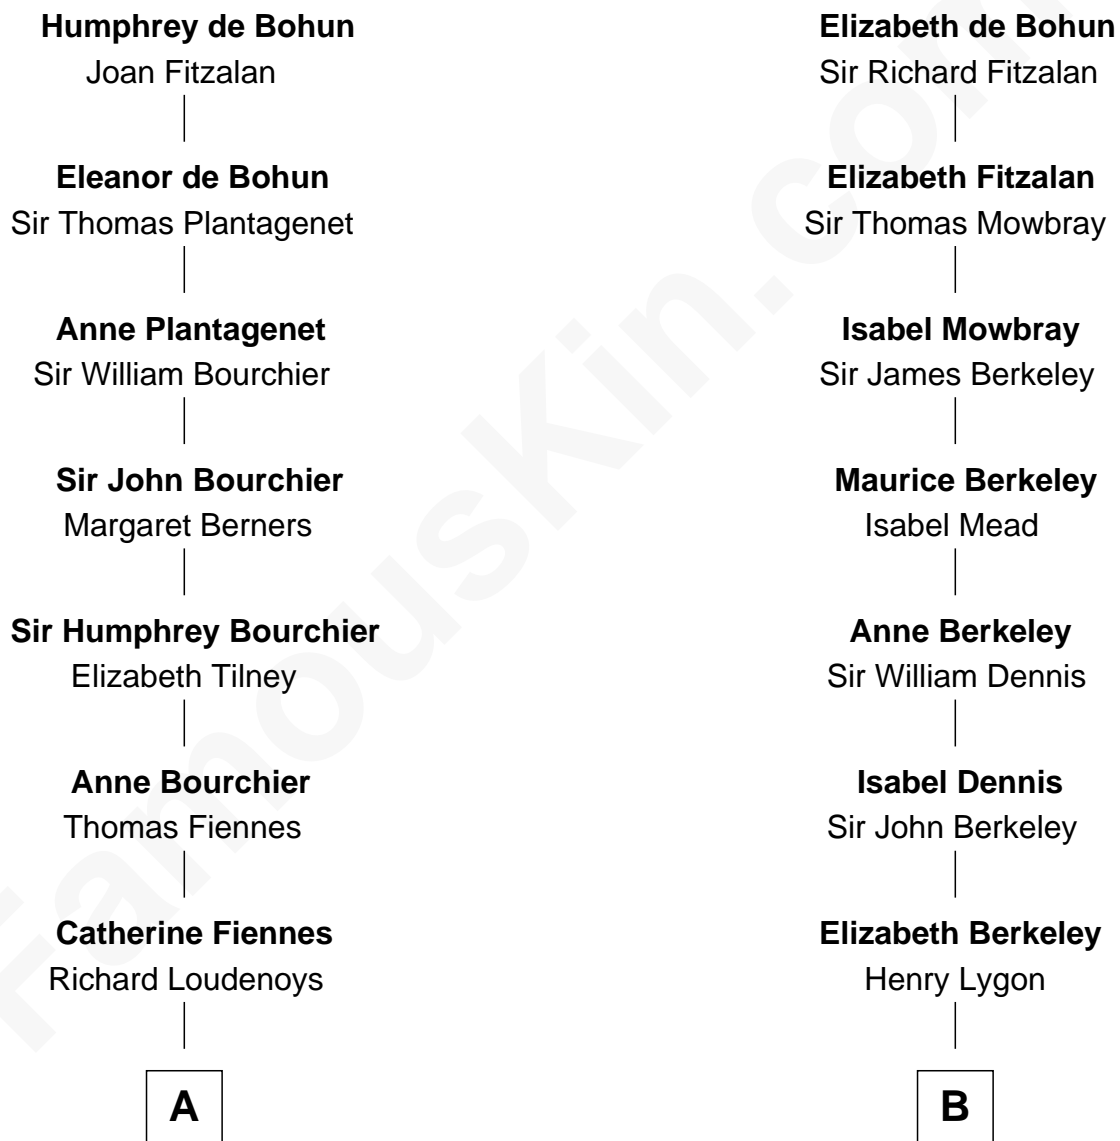 Humphrey de Bohun
Joan Fitzalan
Eleanor de Bohun
Sir Thomas Plantagenet
Anne Plantagenet
Sir William Bourchier
Sir John Bourchier
Margaret Berners
Sir Humphrey Bourchier
Elizabeth Tilney
Anne Bourchier
Thomas Fiennes
Catherine Fiennes
Richard Loudenoys
A
Elizabeth de Bohun
Sir Richard Fitzalan
Elizabeth Fitzalan
Sir Thomas Mowbray
Isabel Mowbray
Sir James Berkeley
Maurice Berkeley
Isabel Mead
Anne Berkeley
Sir William Dennis
Isabel Dennis
Sir John Berkeley
Elizabeth Berkeley
Henry Lygon
B
FamousKin.com